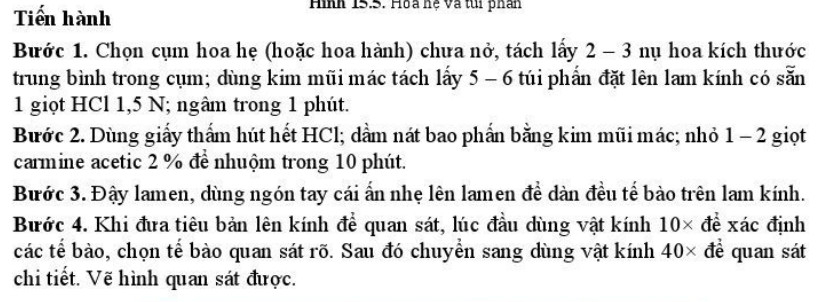 Hình 15.5. Hoa hẹ và túi phấn
Tiến hành
Bước 1. Chọn cụm hoa hẹ (hoặc hoa hành) chưa nở, tách lấy 2 – 3 nụ hoa kích thước
trung bình trong cụm; dùng kim mũi mác tách lấy 5 – 6 túi phấn đặt lên lam kính có sẵn
1 giọt HCl 1,5 N; ngâm trong 1 phút.
Bước 2. Dùng giấy thấm hút hết HCl; dầm nát bao phấn bằng kim mũi mác; nhỏ 1 – 2 giọt
carmine acetic 2 % để nhuộm trong 10 phút.
Bước 3. Đậy lamen, dùng ngón tay cái ấn nhẹ lên lamen để dàn đều tế bào trên lam kính.
Bước 4. Khi đưa tiêu bản lên kính để quan sát, lúc đầu dùng vật kính 10× để xác định
các tế bào, chọn tế bào quan sát rõ. Sau đó chuyển sang dùng vật kính 40× để quan sát
chi tiết. Vẽ hình quan sát được.